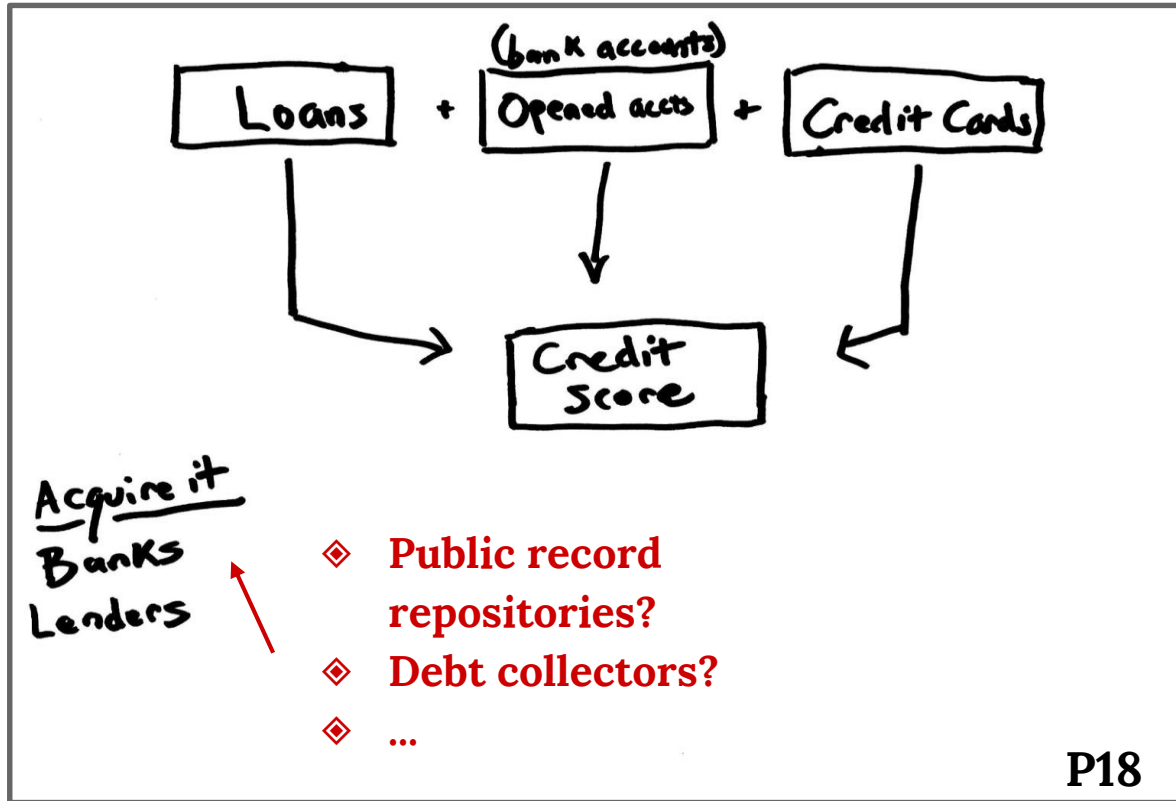 (bank accounts)
Loans + Opened accts + Credit Cards
Credit
Score
Acquire it
Banks
Lenders
◈ Public record
repositories?
◈ Debt collectors?
◈ ...
P18